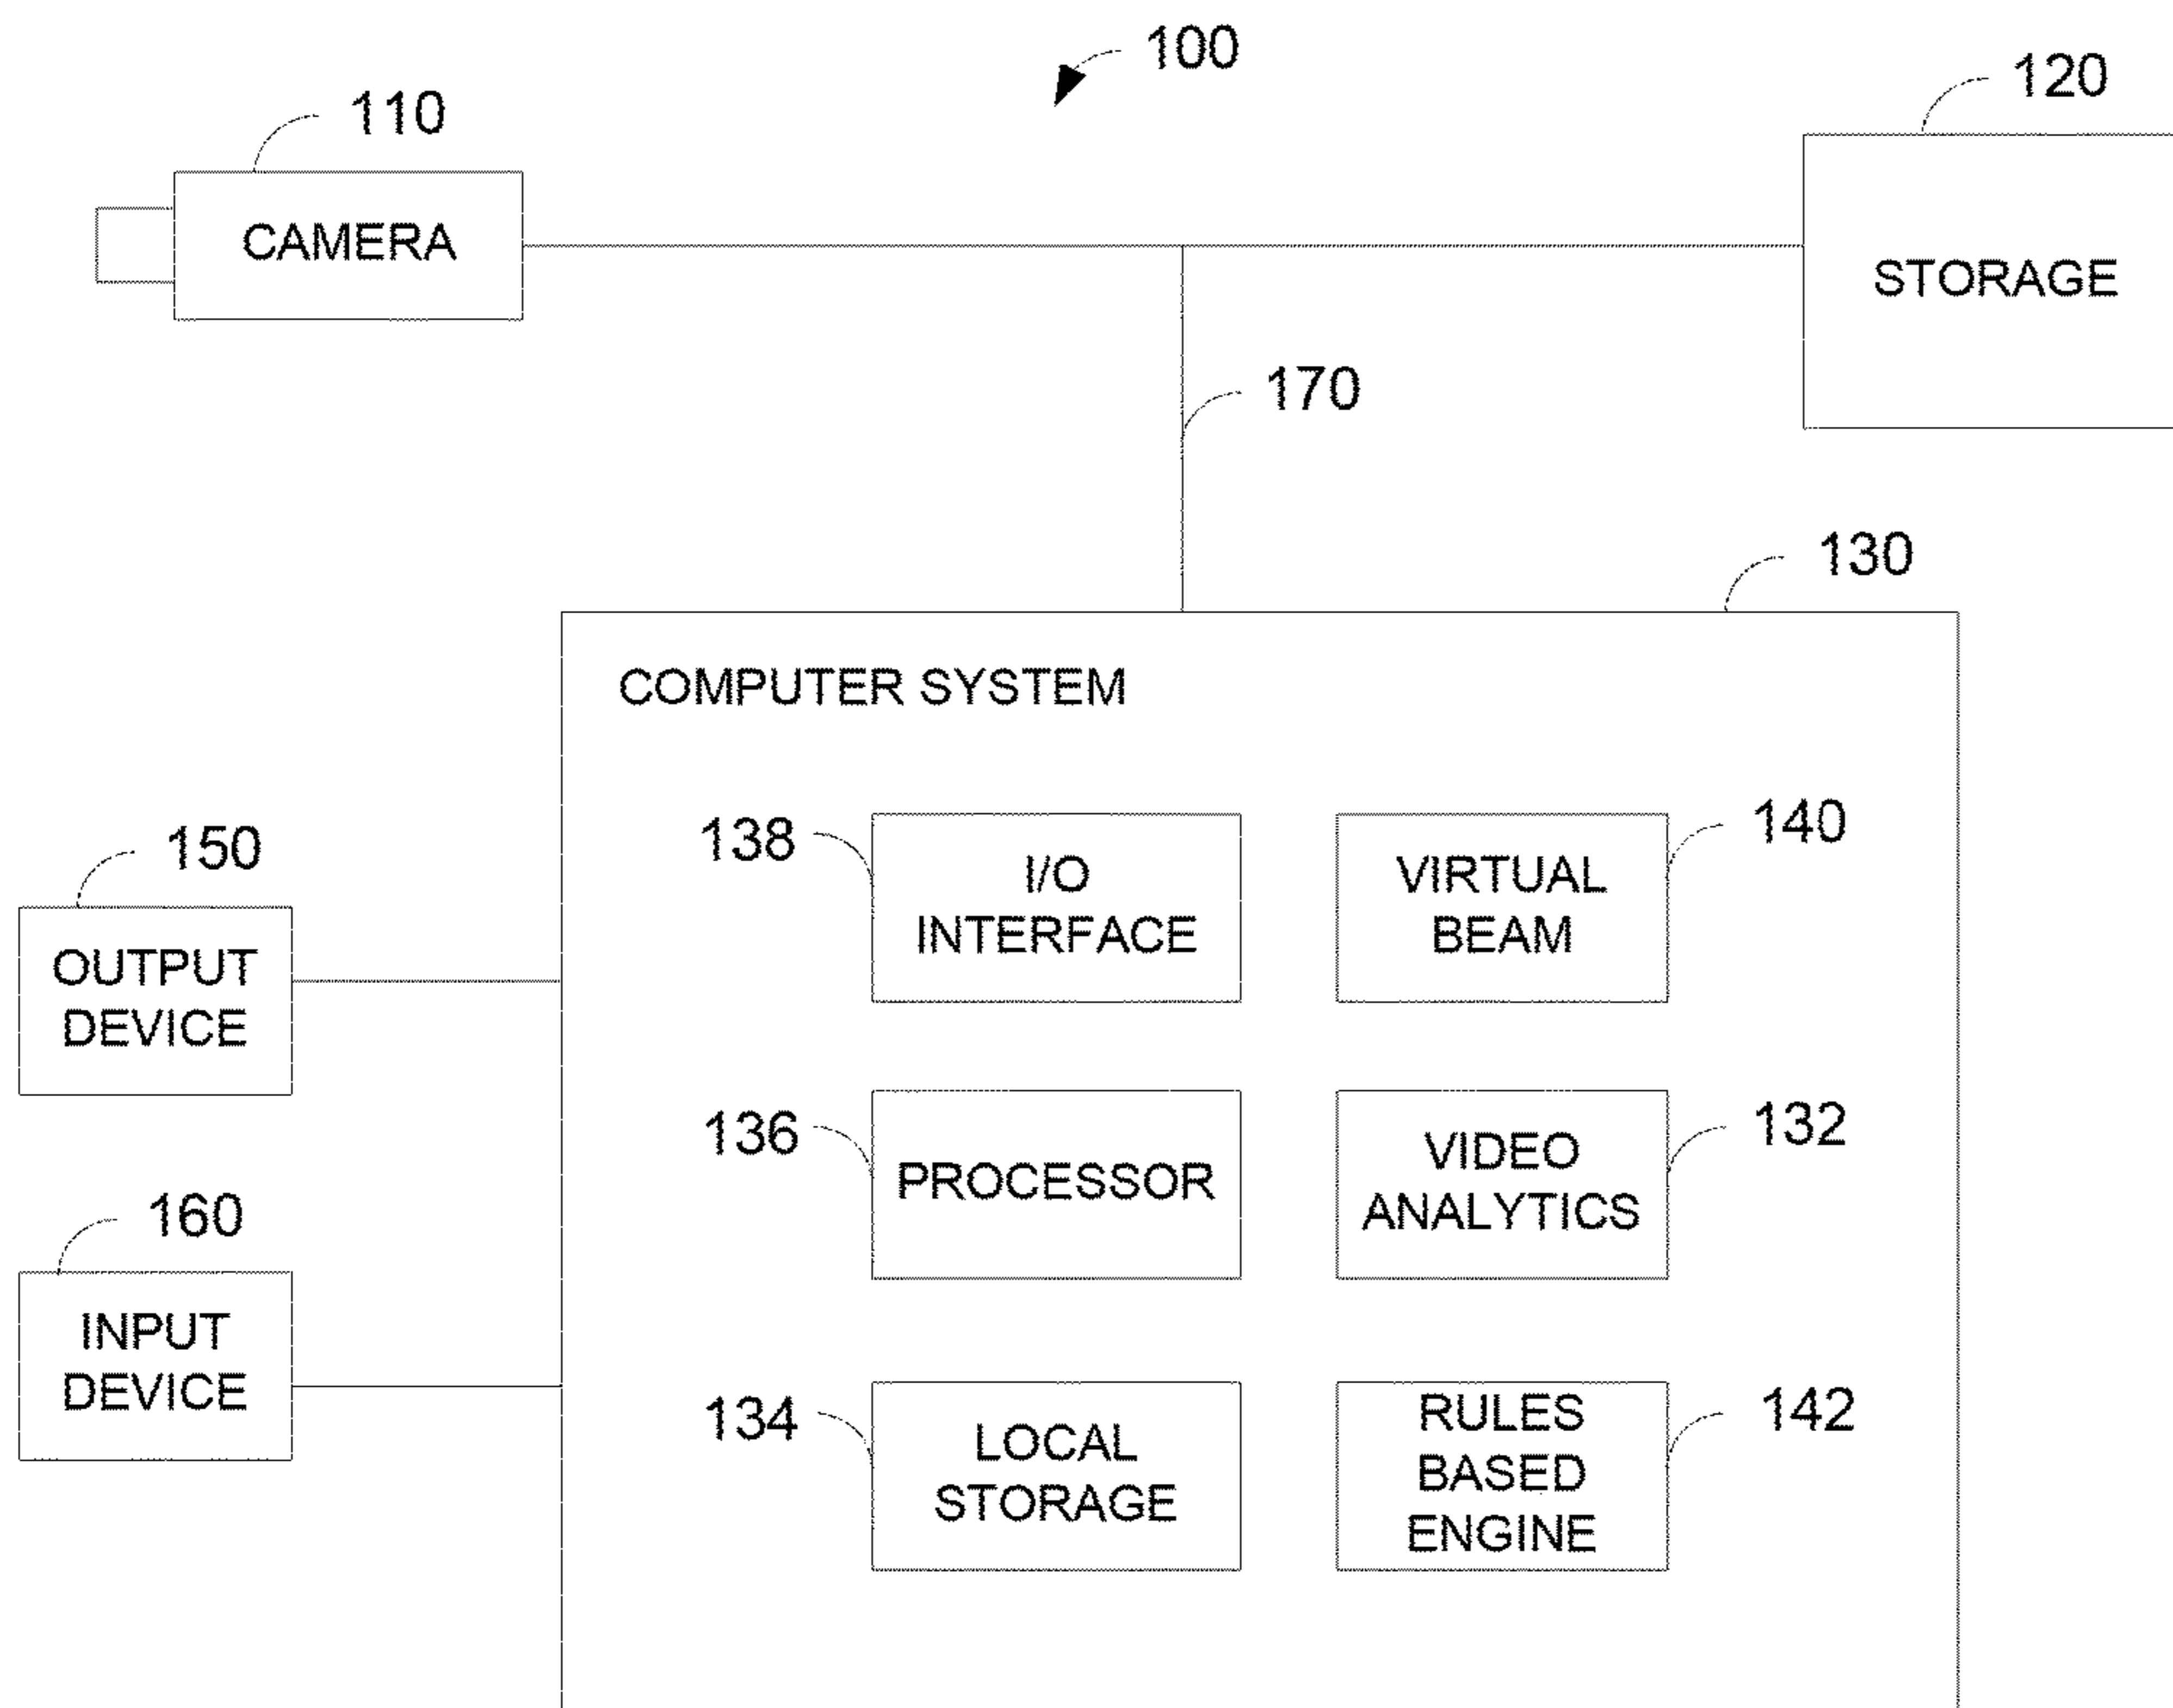 100
120
110
CAMERA
STORAGE
170
130
COMPUTER SYSTEM
138
I/O
INTERFACE
VIRTUAL
BEAM
140
150
OUTPUT
DEVICE
136
PROCESSOR
VIDEO
ANALYTICS
132
160
INPUT
DEVICE
134
LOCAL
STORAGE
RULES
BASED
ENGINE
142